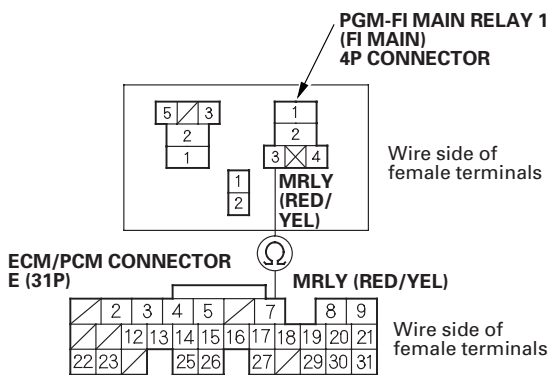 PGM-FI MAIN RELAY 1
(FI MAIN)
4P CONNECTOR
5 3
2
1
1
2
3 4
1
2
MRLY
(RED/
YEL)
Wire side of
female terminals
Ω
ECM/PCM CONNECTOR
E (31P)
MRLY (RED/YEL)
2 3 4 5 7 8 9
12 13 14 15 16 17 18 19 20 21
22 23 25 26 27 29 30 31
Wire side of
female terminals